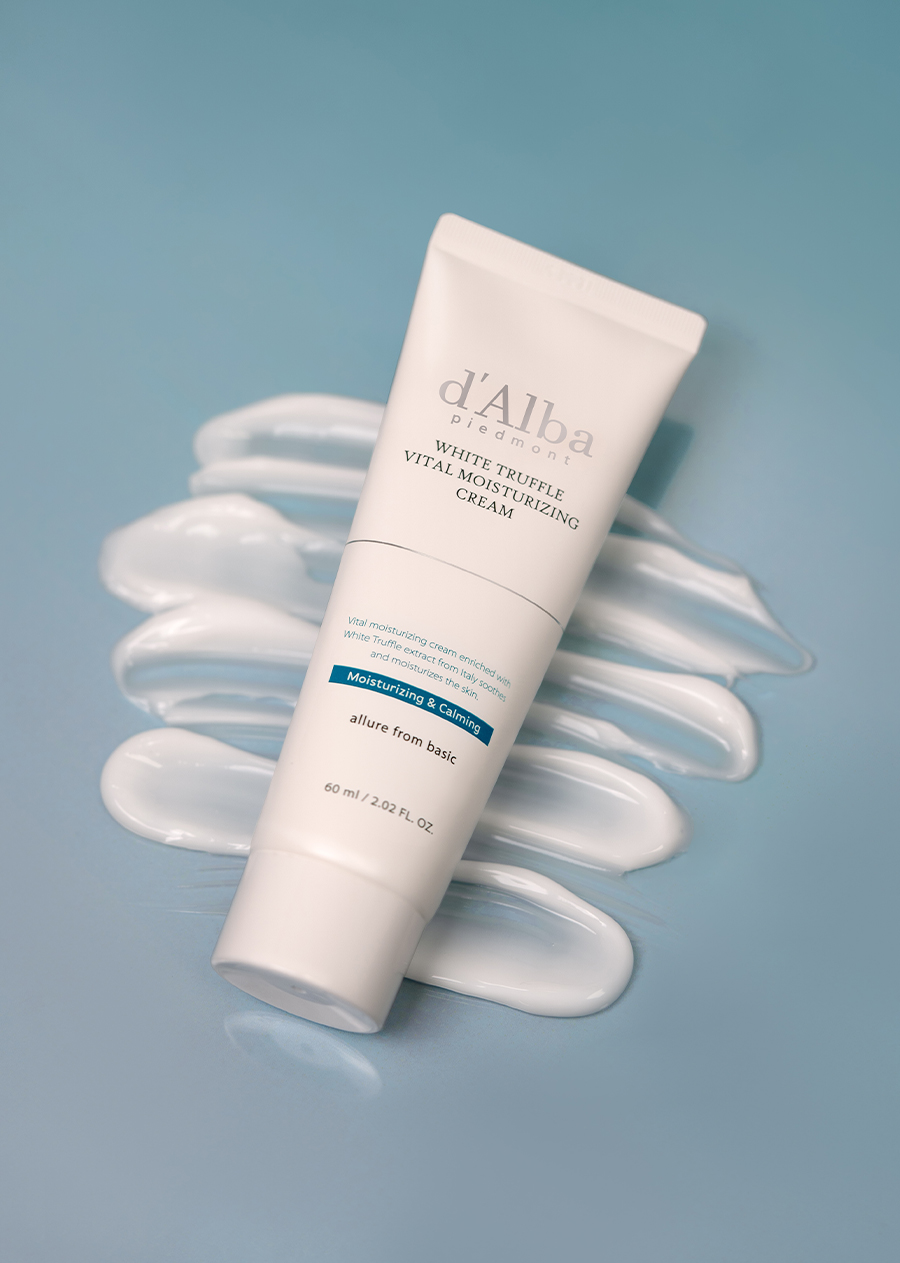 d'Alba
piedmont
WHITE TRUFFLE
VITAL MOISTURIZING
CREAM
Vital moisturizing cream enriched with
White Truffle extract from Italy soothes
and moisturizes the skin.
Moisturizing & Calming
allure from basic
60 ml / 2.02 FL. OZ.